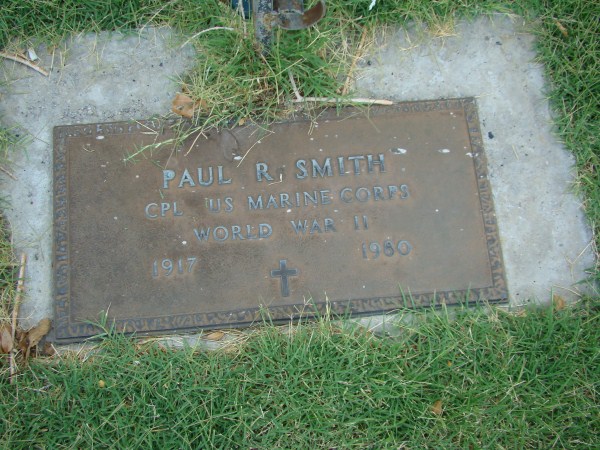 PAUL R. SMITH
CPL US MARINE CORPS
WORLD WAR II
1917 1980